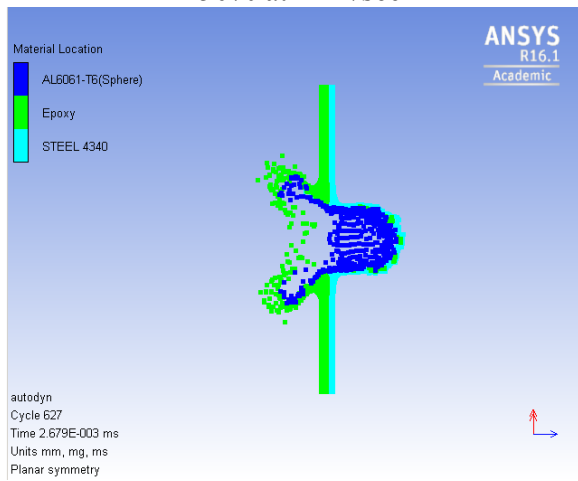 ANSYS
R16.1
Academic
Material Location
AL6061-T6(Sphere)
Epoxy
STEEL 4340
autodyn
Cycle 627
Time 2.679E-003 ms
Units mm, mg, ms
Planar symmetry